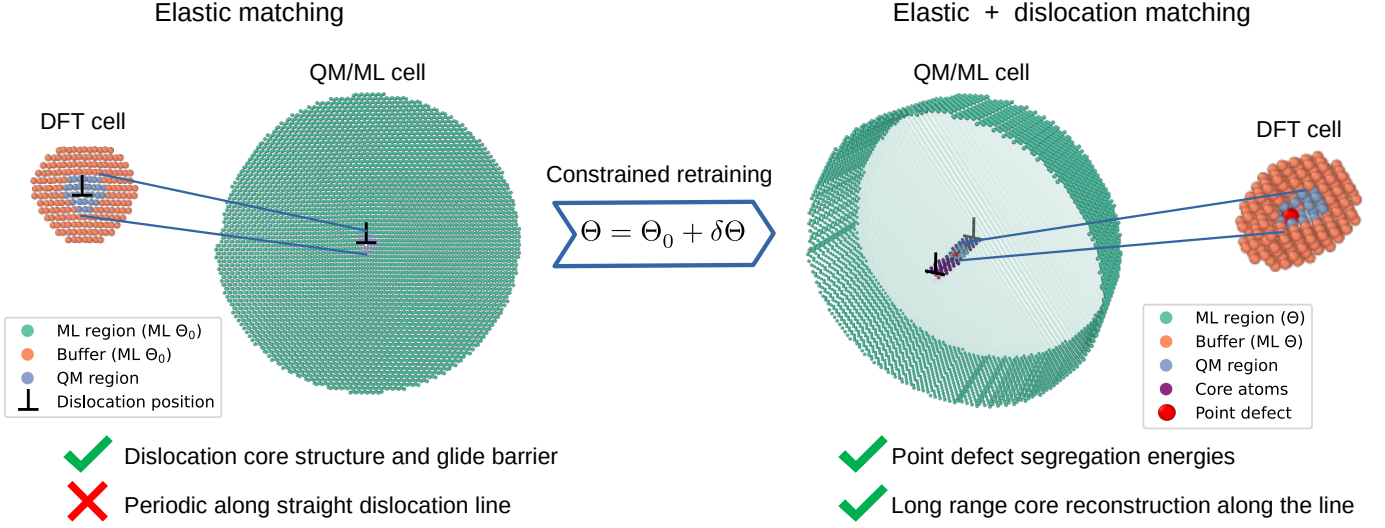 Elastic matching
QM/ML cell
DFT cell
ML region (ML Θ₀)
Buffer (ML Θ₀)
QM region
Dislocation position
Dislocation core structure and glide barrier
Periodic along straight dislocation line
Constrained retraining
Θ = Θ₀ + δΘ
Elastic + dislocation matching
QM/ML cell
DFT cell
ML region (Θ)
Buffer (ML Θ)
QM region
Core atoms
Point defect
Point defect segregation energies
Long range core reconstruction along the line